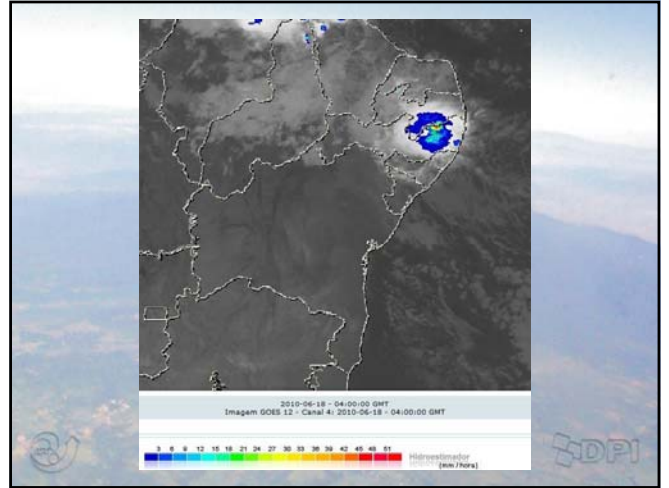 2010-06-18 - 04:00:00 GMT
Imagem GOES 12 - Canal 4: 2010-06-18 - 04:00:00 GMT
3 6 9 12 15 18 21 24 27 30 33 36 39 42 45 48 51
Hidroestimador
(mm/hora)
DPI